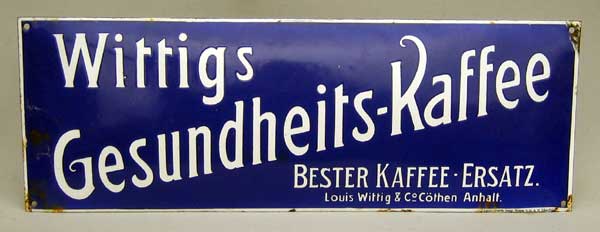 Wittigs
Gesundheits-Kaffee
BESTER KAFFEE-ERSATZ.
Louis Wittig & Co Cöthen Anhalt.